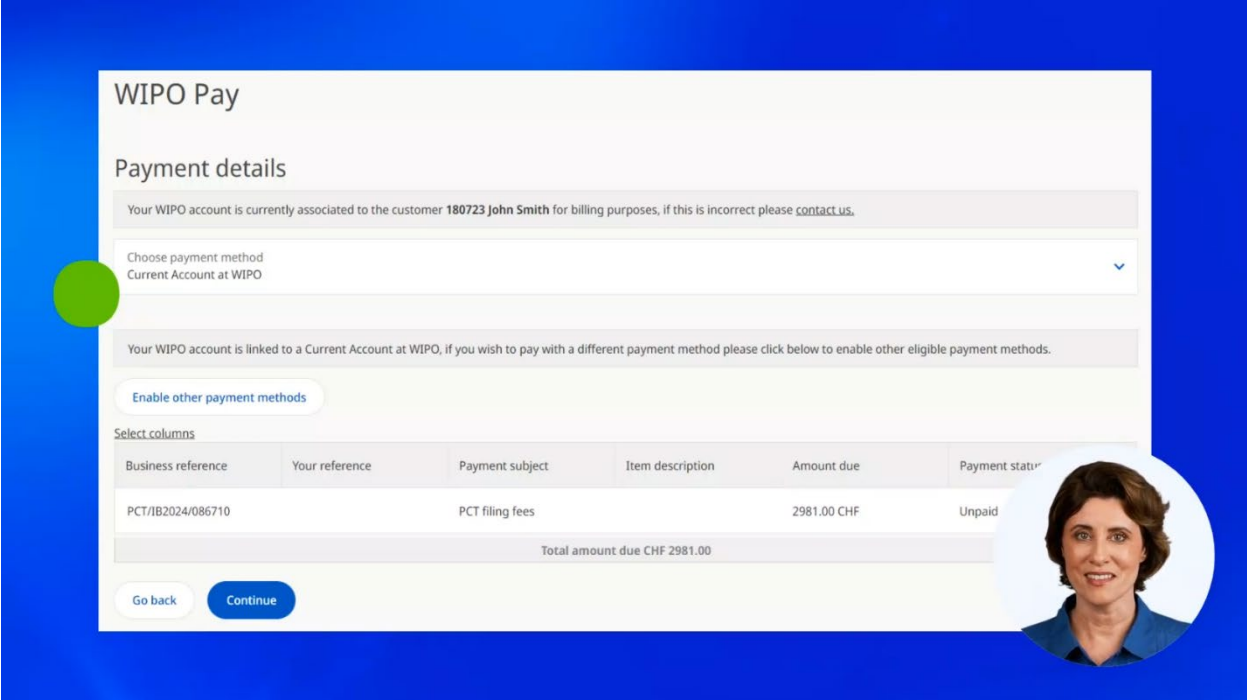 WIPO Pay
Payment details
Your WIPO account is currently associated to the customer 180723 John Smith for billing purposes, if this is incorrect please contact us.
Choose payment method
Current Account at WIPO
Your WIPO account is linked to a Current Account at WIPO, if you wish to pay with a different payment method please click below to enable other eligible payment methods.
Enable other payment methods
Select columns
Business reference Your reference Payment subject Item description Amount due Payment status
PCT/IB2024/086710 PCT filing fees 2981.00 CHF Unpaid
Total amount due CHF 2981.00
Go back Continue